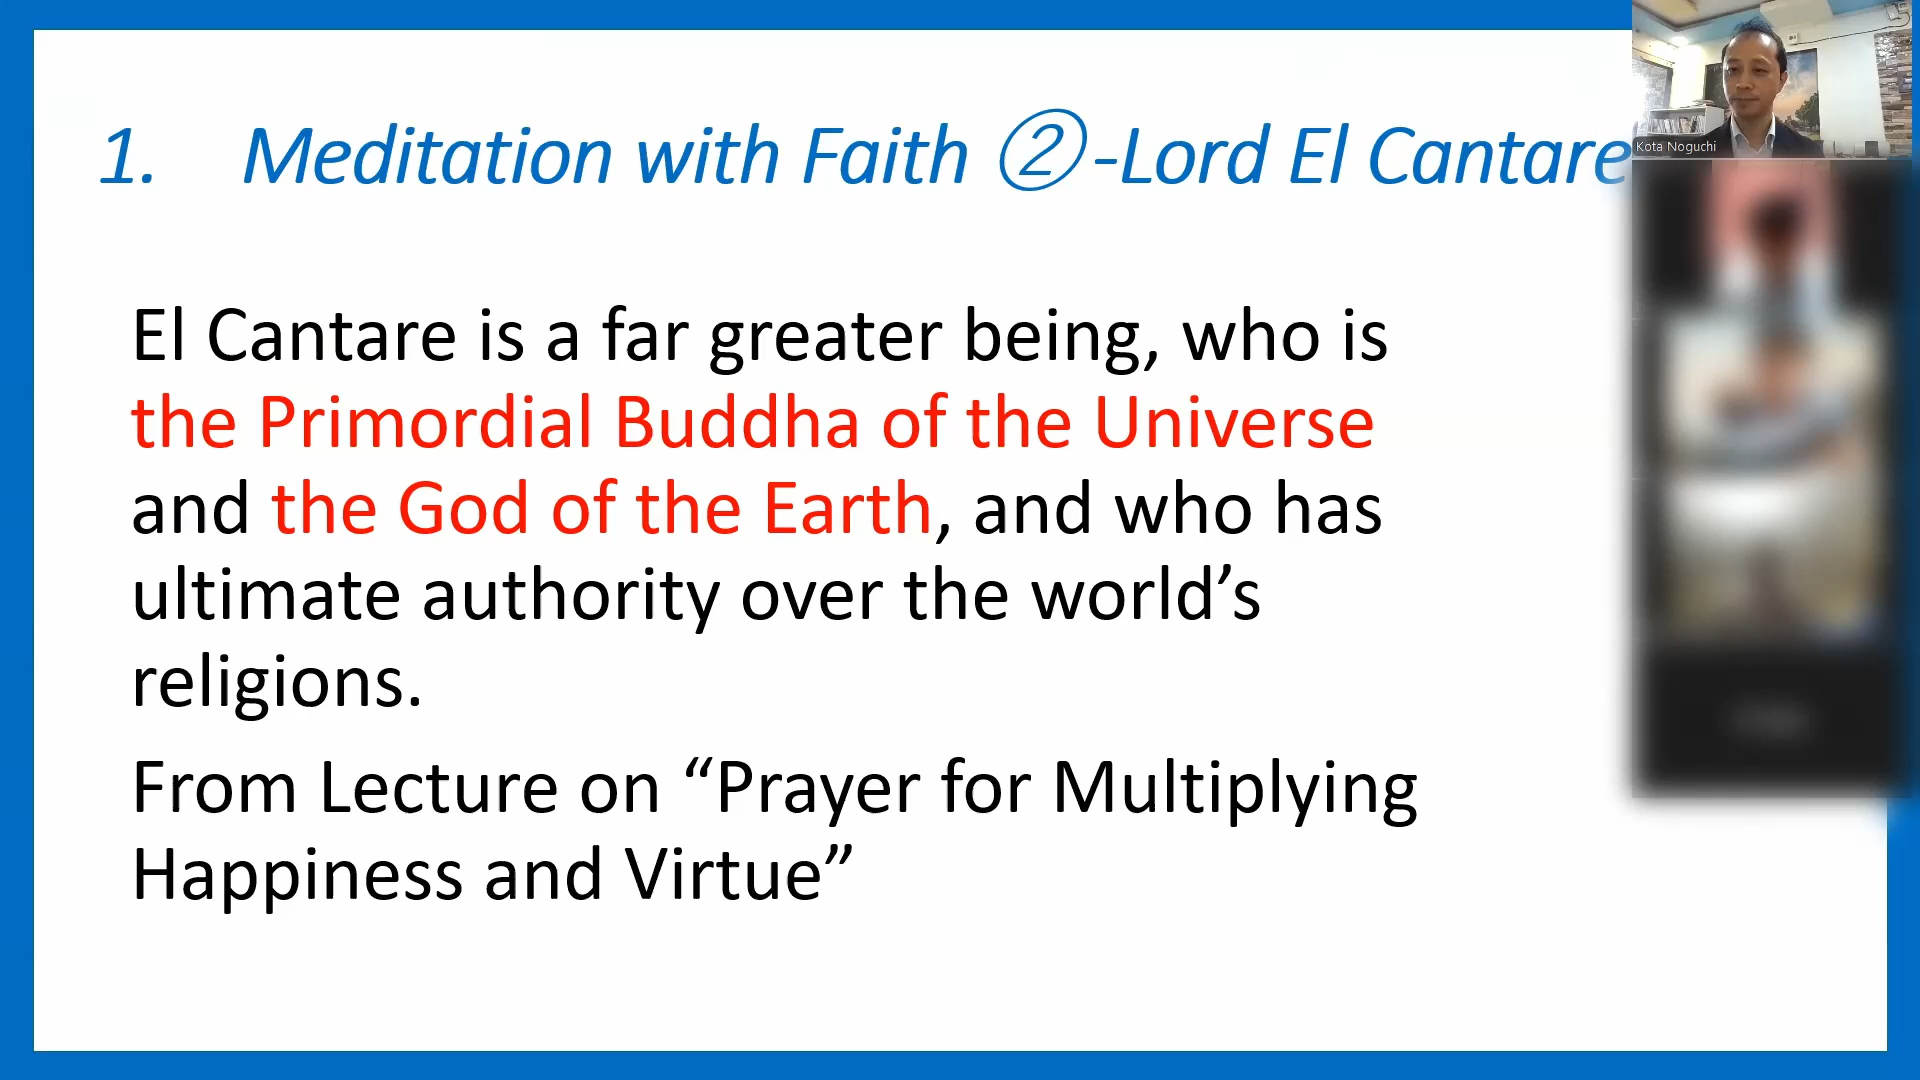 1. Meditation with Faith ②-Lord El Cantare
El Cantare is a far greater being, who is
the Primordial Buddha of the Universe
and the God of the Earth, and who has
ultimate authority over the world’s
religions.
From Lecture on “Prayer for Multiplying
Happiness and Virtue”
Kota Noguchi